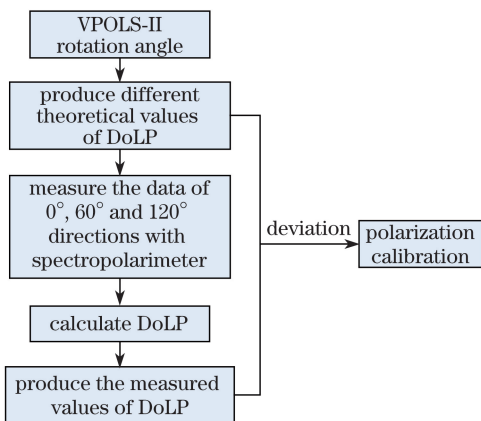 VPOLS-II
rotation angle
produce different
theoretical values
of DoLP
measure the data of
0°, 60° and 120°
directions with
spectropolarimeter
deviation
polarization
calibration
calculate DoLP
produce the measured
values of DoLP